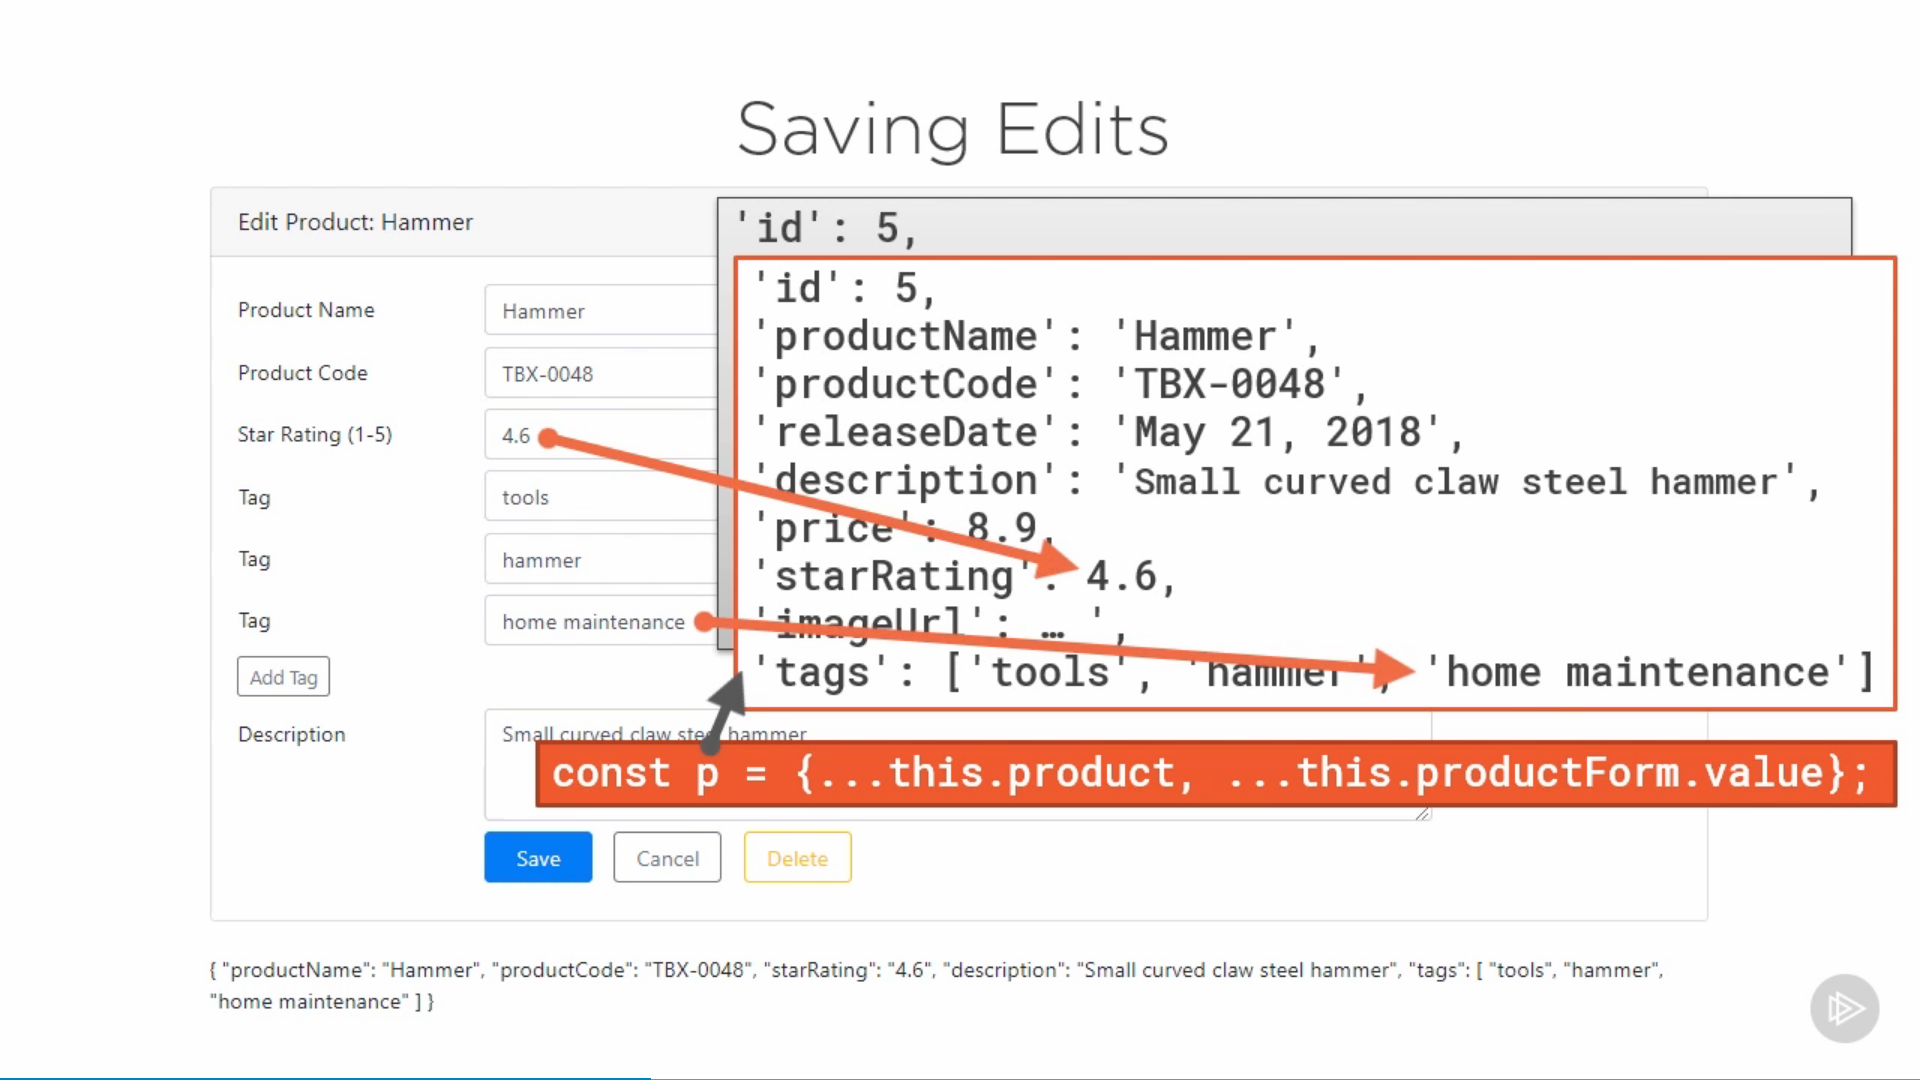 Saving Edits
Edit Product: Hammer
'id': 5,
'id': 5,
'productName': 'Hammer',
'productCode': 'TBX-0048',
'releaseDate': 'May 21, 2018',
'description': 'Small curved claw steel hammer',
'price': 8.9,
'starRating': 4.6,
'imageUrl': … ',
'tags': ['tools', 'hammer', 'home maintenance']
Product Name
Hammer
Product Code
TBX-0048
Star Rating (1-5)
4.6
Tag
tools
Tag
hammer
Tag
home maintenance
Add Tag
Description
Small curved claw steel hammer
const p = {...this.product, ...this.productForm.value};
Save
Cancel
Delete
{ "productName": "Hammer", "productCode": "TBX-0048", "starRating": "4.6", "description": "Small curved claw steel hammer", "tags": [ "tools", "hammer",
"home maintenance" ] }